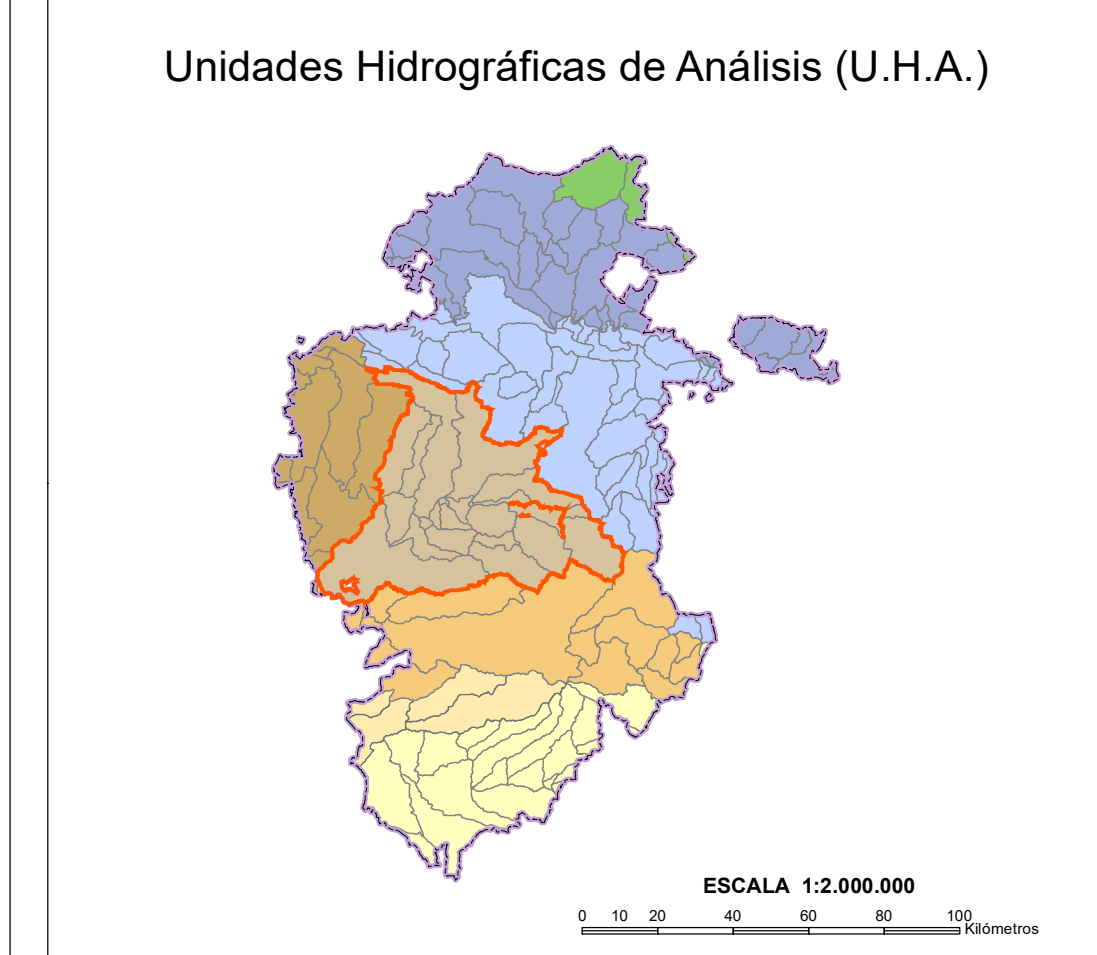 Unidades Hidrográficas de Análisis (U.H.A.)
ESCALA 1:2.000.000
0 10 20 40 60 80 100
Kilómetros